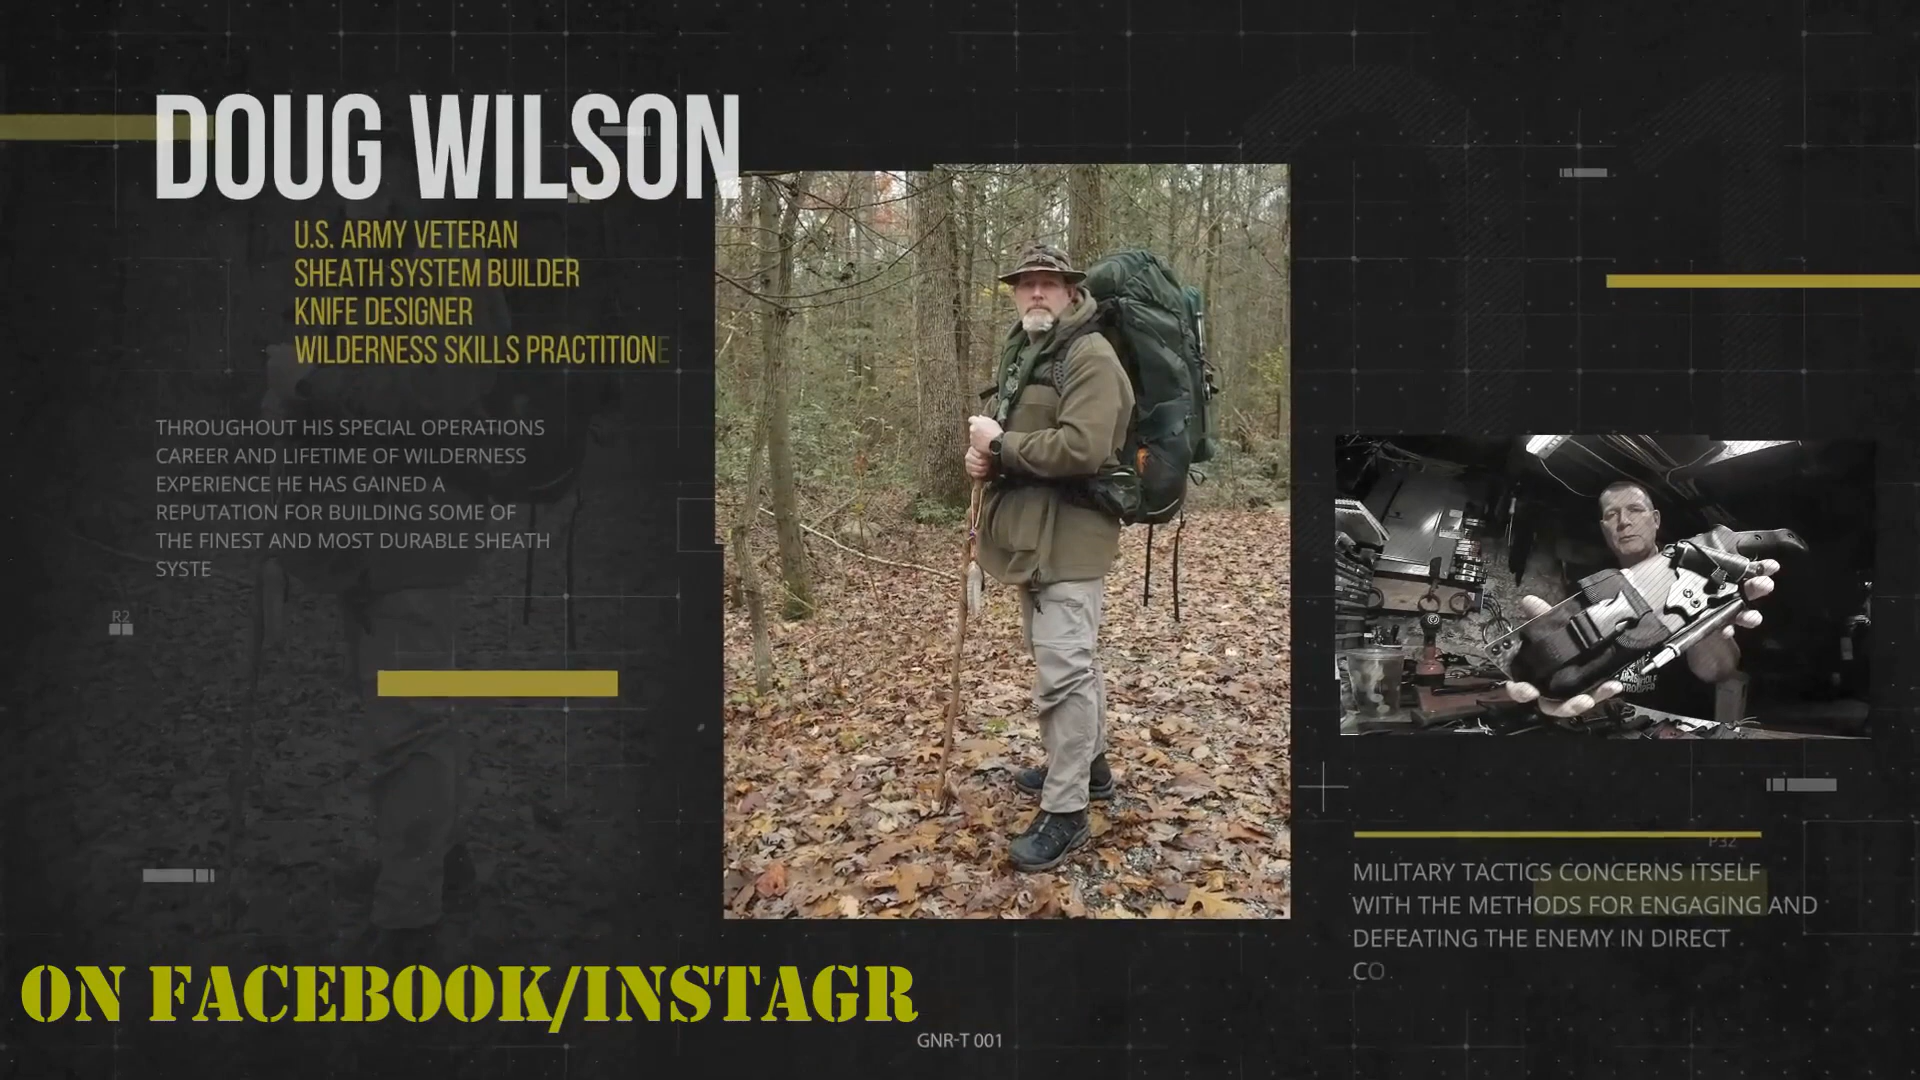 DOUG WILSON
U.S. ARMY VETERAN
SHEATH SYSTEM BUILDER
KNIFE DESIGNER
WILDERNESS SKILLS PRACTITIONE
THROUGHOUT HIS SPECIAL OPERATIONS
CAREER AND LIFETIME OF WILDERNESS
EXPERIENCE HE HAS GAINED A
REPUTATION FOR BUILDING SOME OF
THE FINEST AND MOST DURABLE SHEATH
SYSTE
R2
P32
MILITARY TACTICS CONCERNS ITSELF
WITH THE METHODS FOR ENGAGING AND
DEFEATING THE ENEMY IN DIRECT
CO
ON FACEBOOK/INSTAGR
GNR-T 001